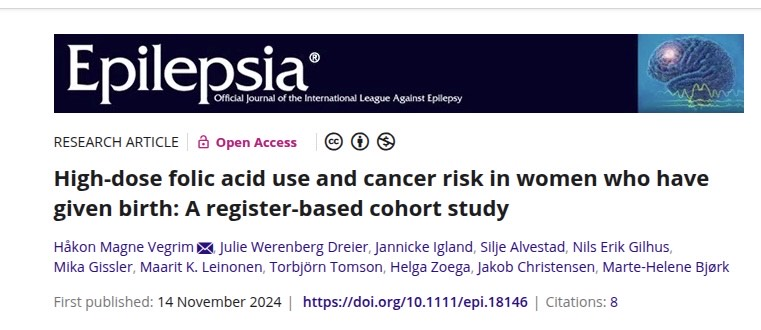 Epilepsia®
Official Journal of the International League Against Epilepsy
RESEARCH ARTICLE Open Access cc
High-dose folic acid use and cancer risk in women who have
given birth: A register-based cohort study
Håkon Magne Vegrim, Julie Werenberg Dreier, Jannicke Igland, Silje Alvestad, Nils Erik Gilhus,
Mika Gissler, Maarit K. Leinonen, Torbjörn Tomson, Helga Zoega, Jakob Christensen, Marte-Helene Bjørk
First published: 14 November 2024 | https://doi.org/10.1111/epi.18146 | Citations: 8